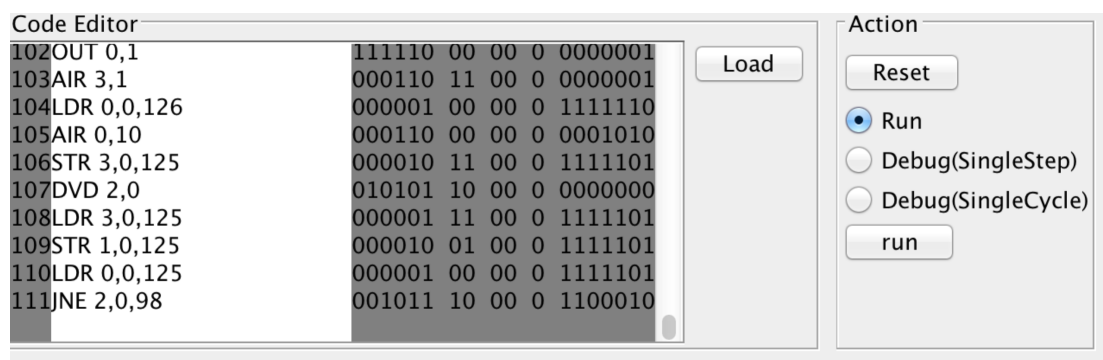 Code Editor
102OUT 0,1 111110 00 00 0 0000001
103AIR 3,1 000110 11 00 0 0000001
104LDR 0,0,126 000001 00 00 0 1111110
105AIR 0,10 000110 00 00 0 0001010
106STR 3,0,125 000010 11 00 0 1111101
107DVD 2,0 010101 10 00 0 0000000
108LDR 3,0,125 000001 11 00 0 1111101
109STR 1,0,125 000010 01 00 0 1111101
110LDR 0,0,125 000001 00 00 0 1111101
111JNE 2,0,98 001011 10 00 0 1100010
Load
Action
Reset
Run
Debug(SingleStep)
Debug(SingleCycle)
run